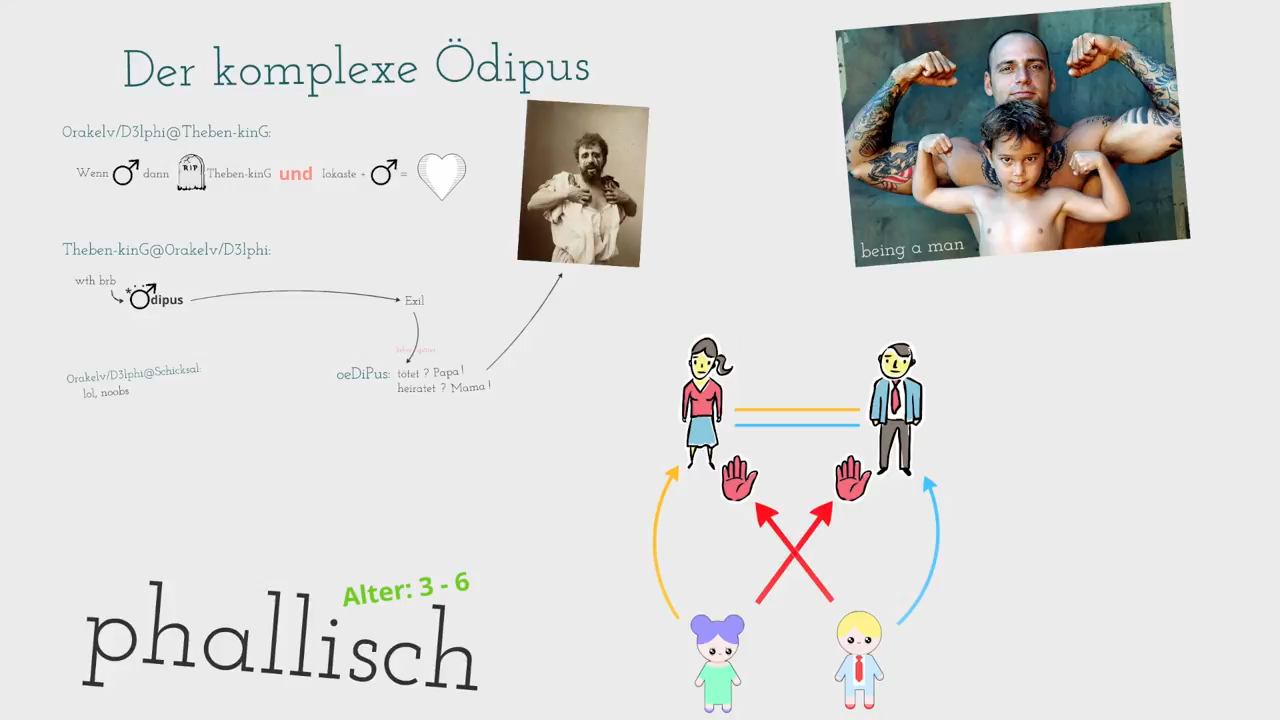 Der komplexe Ödipus
Orakelv/D3lphi@Theben-kinG:
Wenn dann RIP Theben-kinG und Iokaste + =
Theben-kinG@Orakelv/D3lphi:
wth brb
*Ödipus
Exil
oeDiPus: tötet ? Papa!
heiratet ? Mama!
Orakelv/D3lphi@Schicksal:
lol, noobs
being a man
Alter: 3 - 6
phallisch